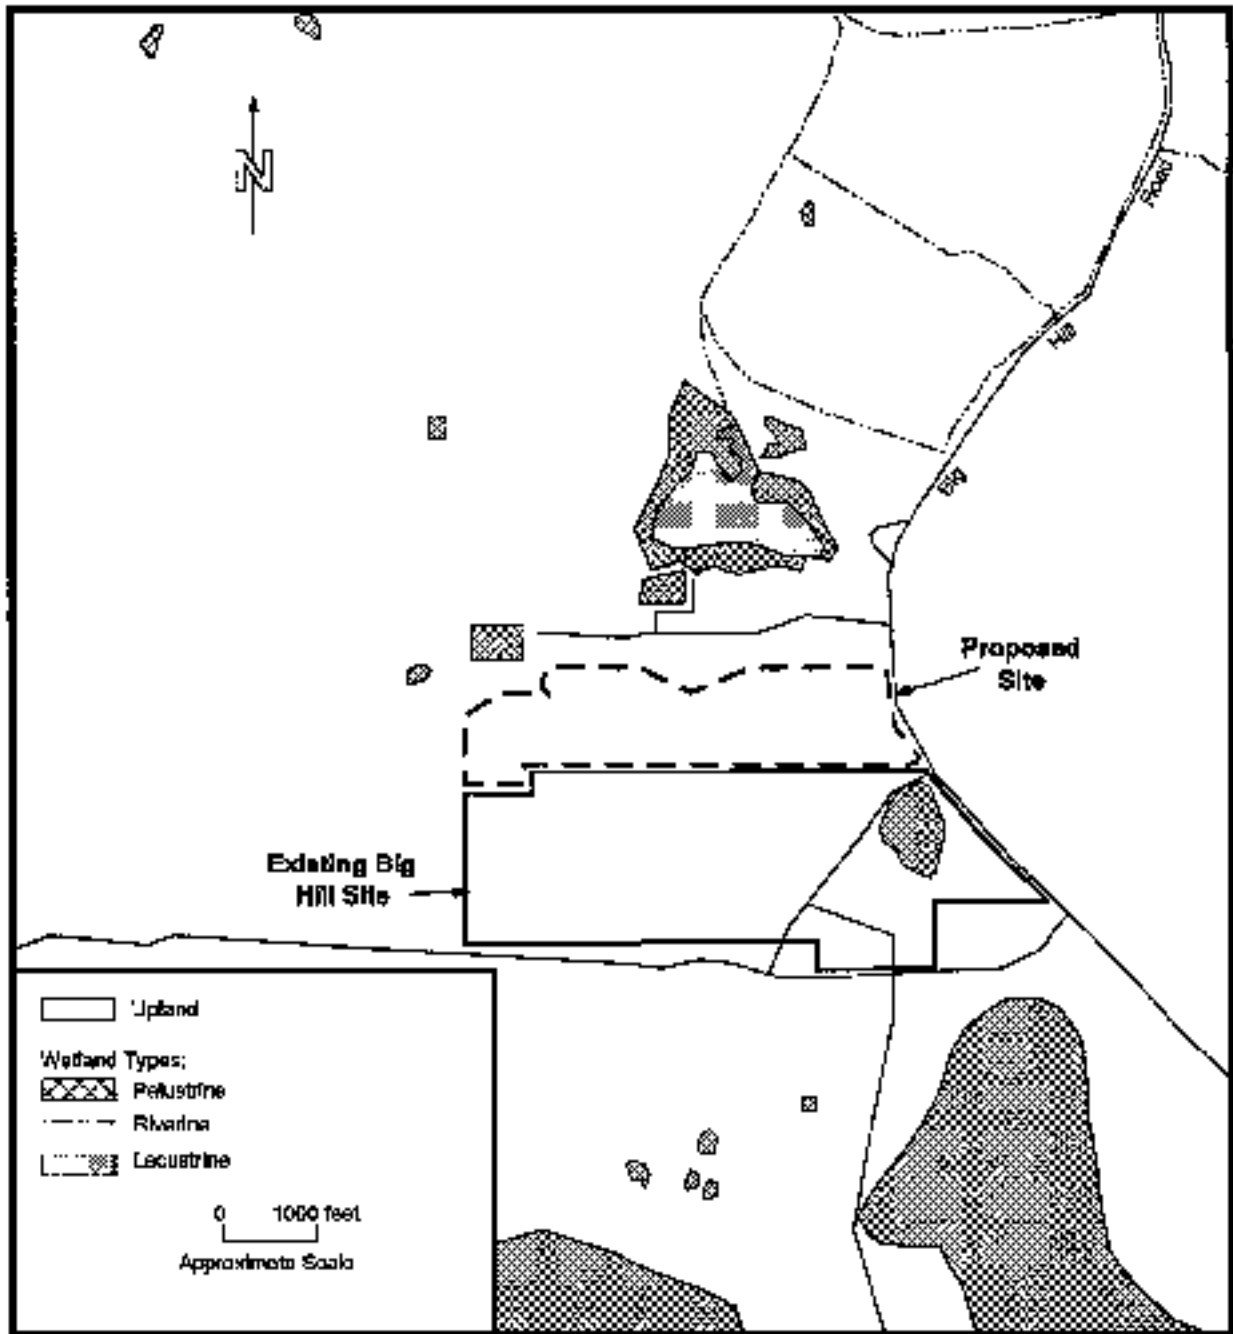 N
Road
Hill
Big
Proposed
Site
Existing Big
Hill Site
Upland
Wetland Types:
Palustrine
Riverine
Lacustrine
0 1000 feet
Approximate Scale